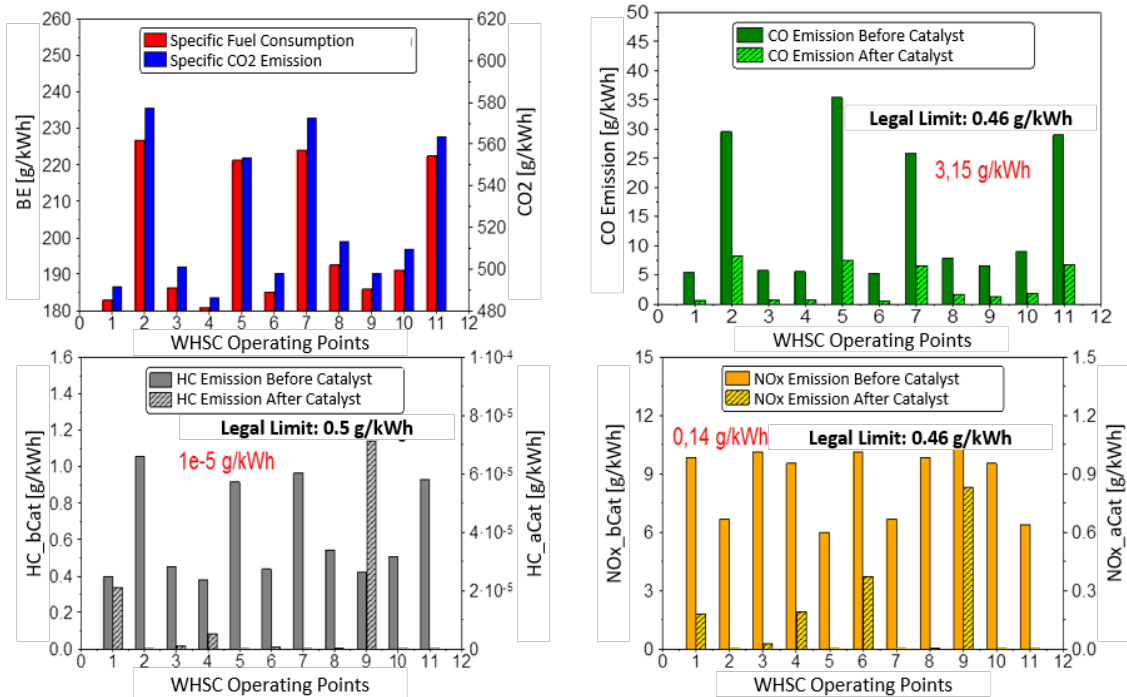 260
250
240
230
220
210
200
190
180
BE [g/kWh]
Specific Fuel Consumption
Specific CO2 Emission
620
600
580
560
540
520
500
480
CO2 [g/kWh]
0 1 2 3 4 5 6 7 8 9 10 11 12
WHSC Operating Points
50
45
40
35
30
25
20
15
10
5
0
CO Emission [g/kWh]
CO Emission Before Catalyst
CO Emission After Catalyst
Legal Limit: 0.46 g/kWh
3,15 g/kWh
0 1 2 3 4 5 6 7 8 9 10 11 12
WHSC Operating Points
1.6
1.4
1.2
1.0
0.8
0.6
0.4
0.2
0.0
HC_bCat [g/kWh]
HC Emission Before Catalyst
HC Emission After Catalyst
Legal Limit: 0.5 g/kWh
1e-5 g/kWh
1·10-4
8·10-5
6·10-5
4·10-5
2·10-5
0
HC_aCat [g/kWh]
0 1 2 3 4 5 6 7 8 9 10 11 12
WHSC Operating Points
15
12
9
6
3
0
NOx_bCat [g/kWh]
NOx Emission Before Catalyst
NOx Emission After Catalyst
0,14 g/kWh
Legal Limit: 0.46 g/kWh
1.5
1.2
0.9
0.6
0.3
0.0
NOx_aCat [g/kWh]
0 1 2 3 4 5 6 7 8 9 10 11 12
WHSC Operating Points